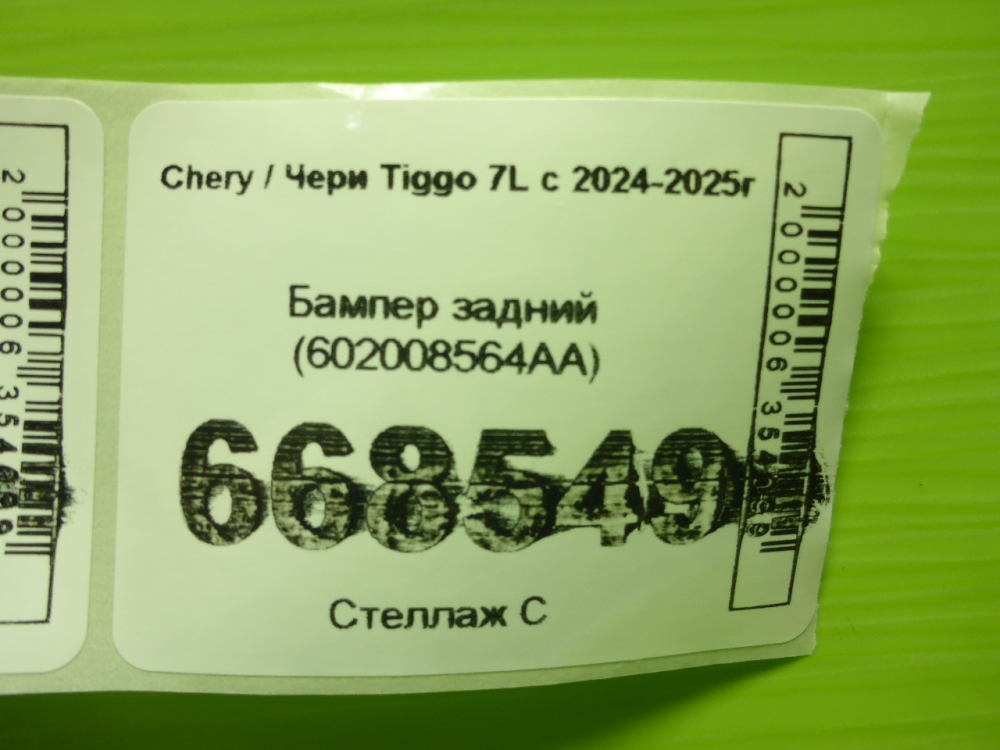 Chery / Чери Tiggo 7L с 2024-2025г
Бампер задний
(602008564AA)
668549
Стеллаж С